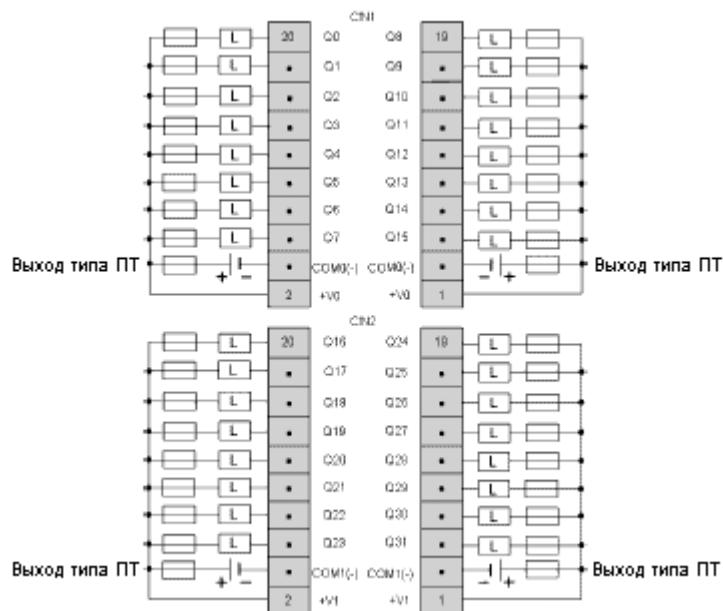 CN1
L 20 Q0 Q8 19 L
L Q1 Q9 L
L Q2 Q10 L
L Q3 Q11 L
L Q4 Q12 L
L Q5 Q13 L
L Q6 Q14 L
L Q7 Q15 L
Выход типа ПТ + - COM0(-) COM0(-) - + Выход типа ПТ
2 +V0 +V0 1
CN2
L 20 Q16 Q24 19 L
L Q17 Q25 L
L Q18 Q26 L
L Q19 Q27 L
L Q20 Q28 L
L Q21 Q29 L
L Q22 Q30 L
L Q23 Q31 L
Выход типа ПТ + - COM1(-) COM1(-) - + Выход типа ПТ
2 +V1 +V1 1